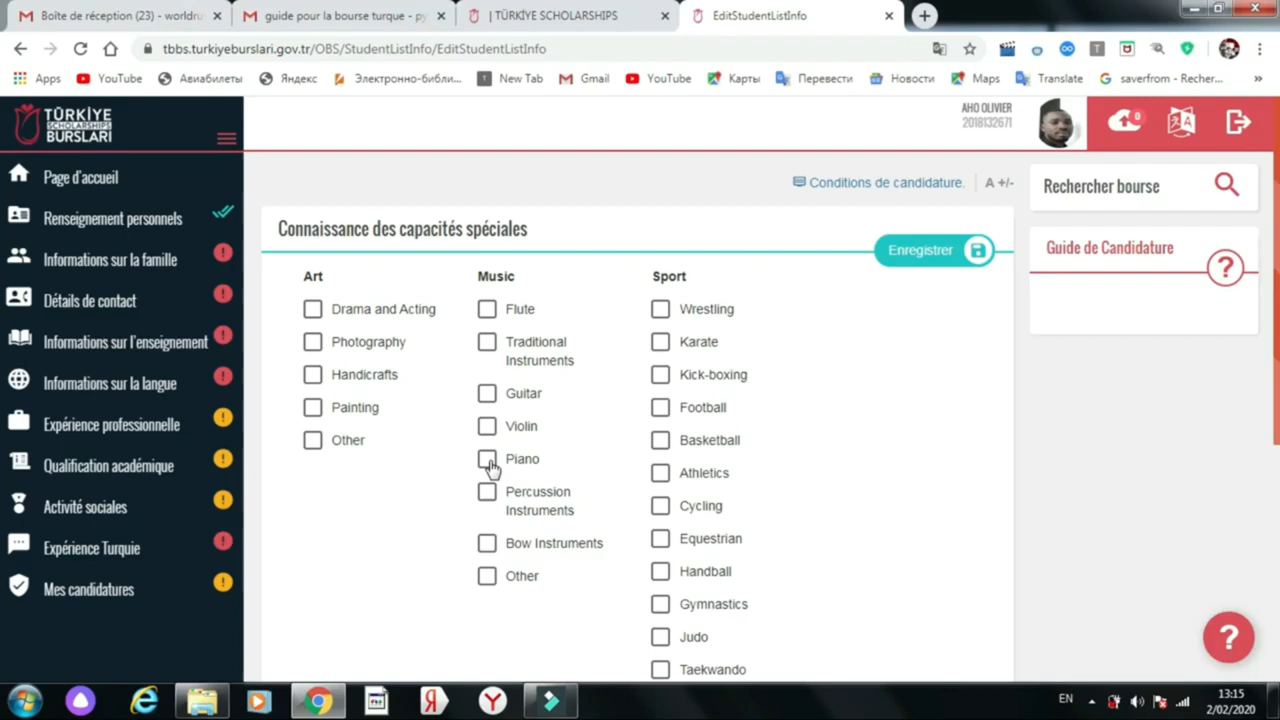 Boîte de réception (23) - worldru
guide pour la bourse turque - py
| TÜRKİYE SCHOLARSHIPS
EditStudentListInfo
tbbs.turkiyeburslari.gov.tr/OBS/StudentListInfo/EditStudentListInfo
Apps
YouTube
Авиабилеты
Яндекс
Электронно-библи...
New Tab
Gmail
YouTube
Карты
Перевести
Новости
Maps
Translate
saverfrom - Recher...
»
TÜRKİYE
SCHOLARSHIPS
BURSLARI
AHO OLIVIER
2018132671
0
Page d'accueil
Renseignement personnels
Informations sur la famille
Détails de contact
Informations sur l'enseignement
Informations sur la langue
Expérience professionnelle
Qualification académique
Activité sociales
Expérience Turquie
Mes candidatures
Conditions de candidature.
A +/-
Connaissance des capacités spéciales
Enregistrer
Art
Drama and Acting
Photography
Handicrafts
Painting
Other
Music
Flute
Traditional
Instruments
Guitar
Violin
Piano
Percussion
Instruments
Bow Instruments
Other
Sport
Wrestling
Karate
Kick-boxing
Football
Basketball
Athletics
Cycling
Equestrian
Handball
Gymnastics
Judo
Taekwando
Rechercher bourse
Guide de Candidature
?
?
EN
13:15
2/02/2020